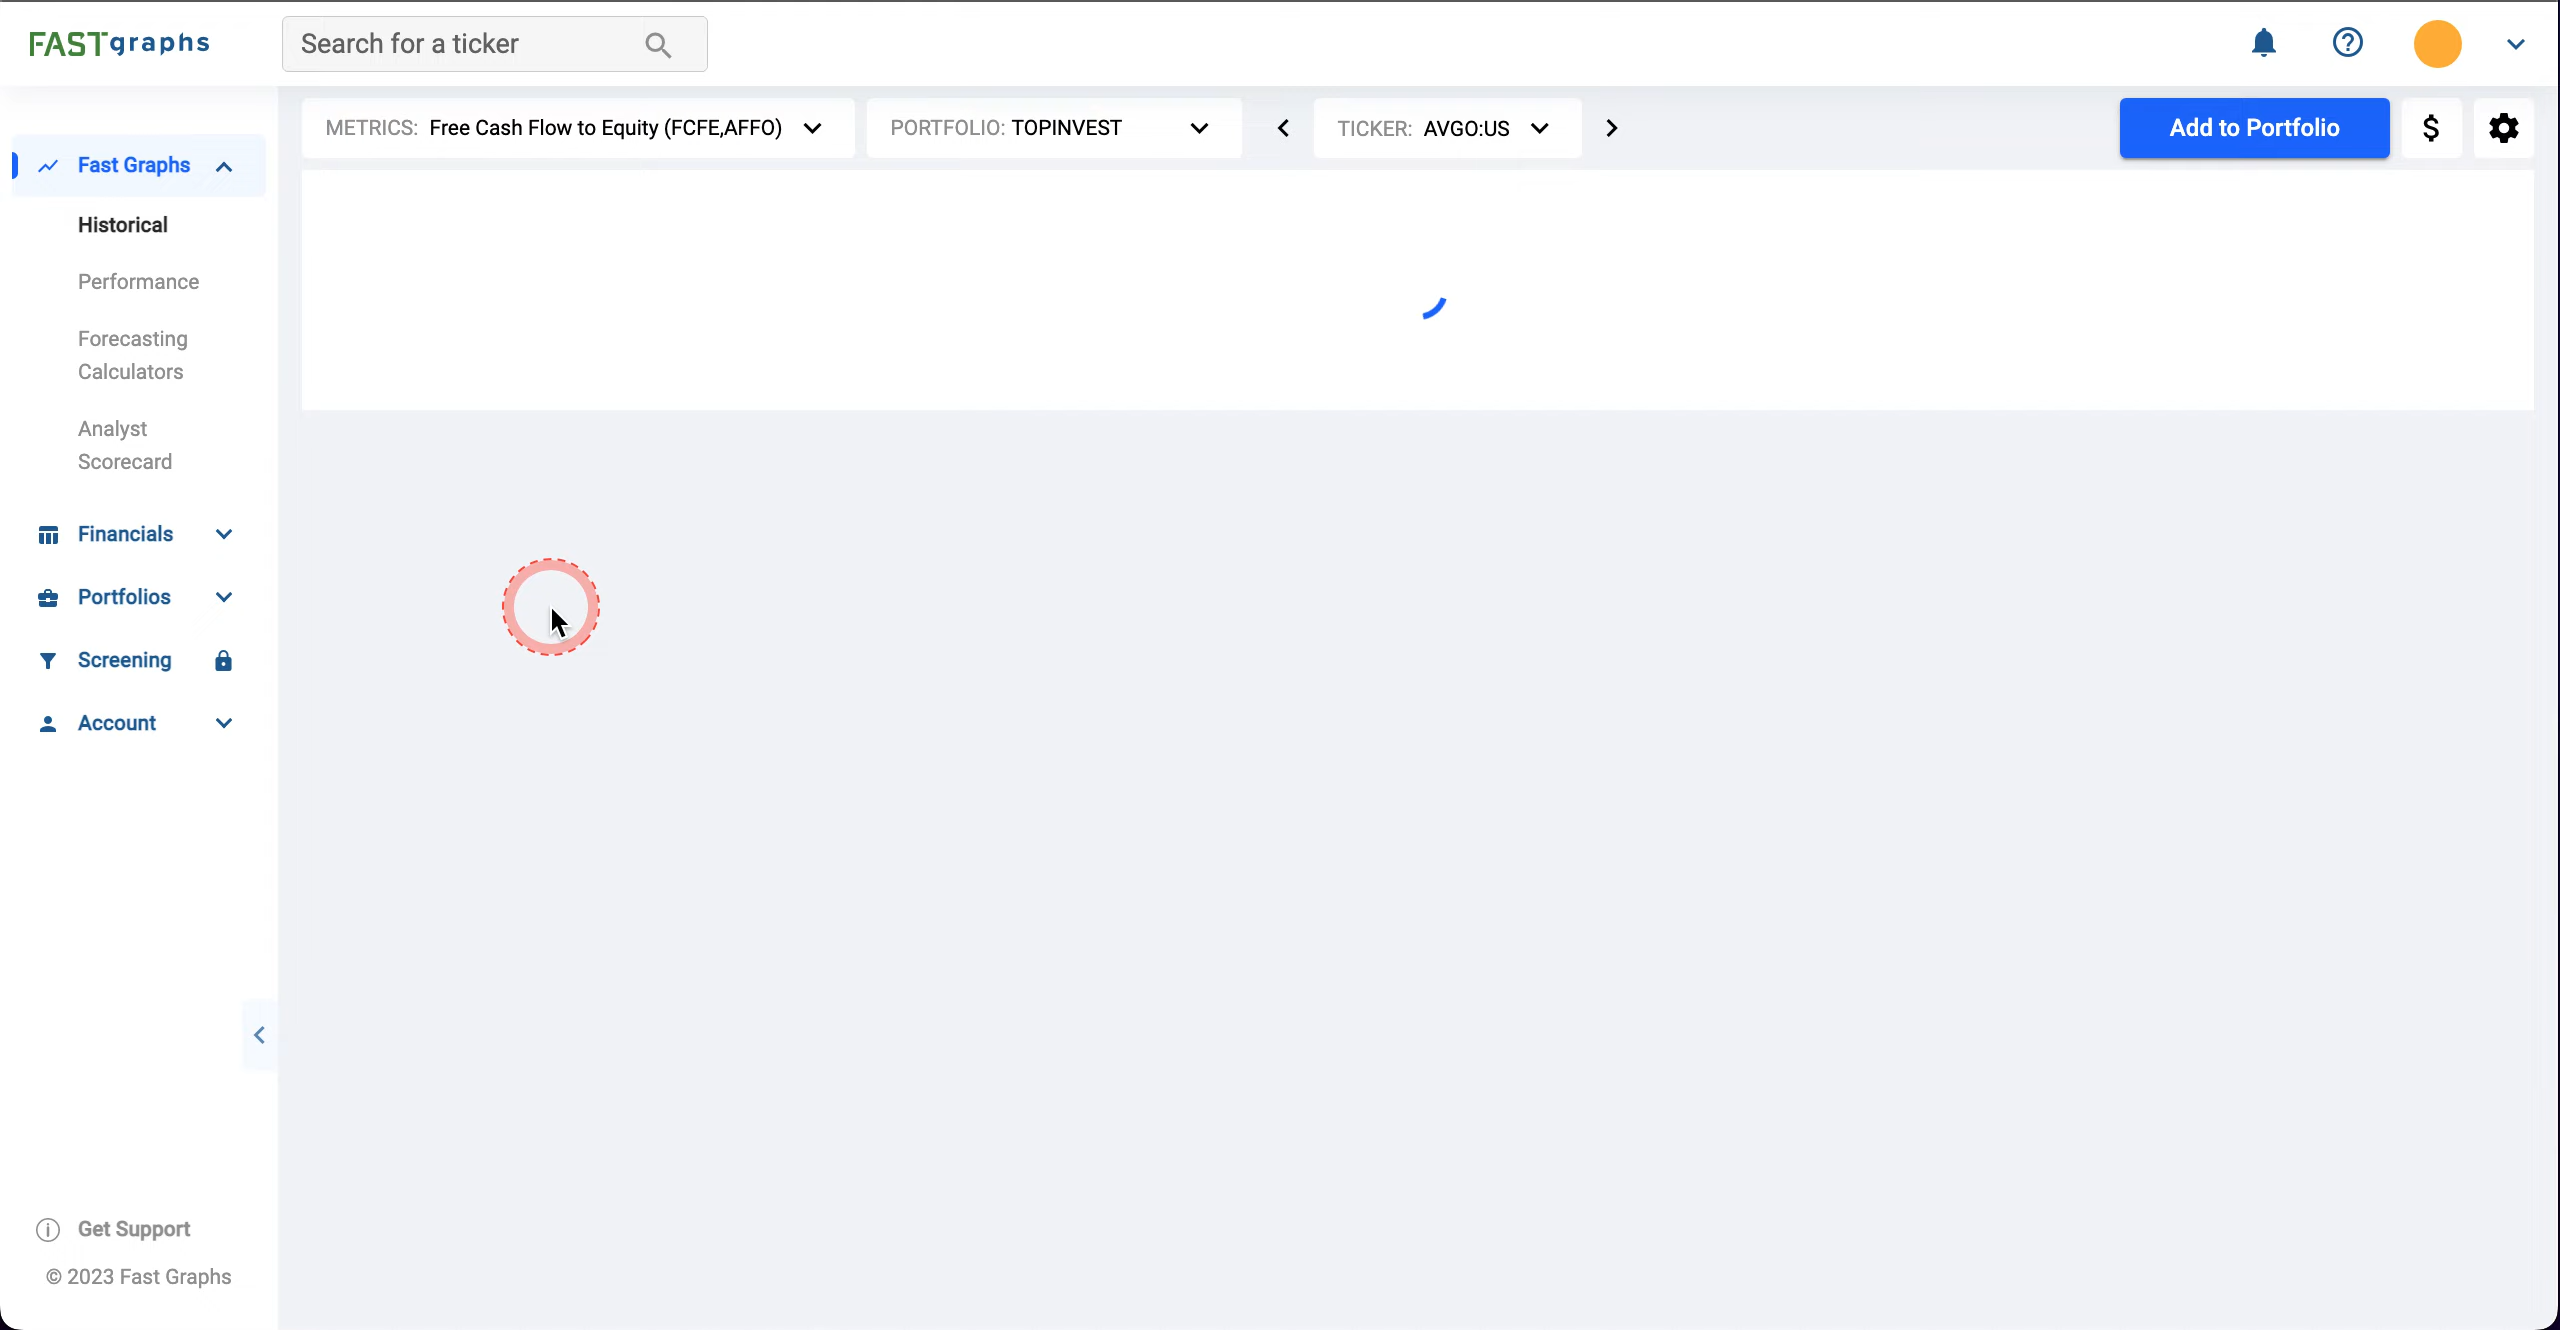 FASTgraphs
Search for a ticker
METRICS: Free Cash Flow to Equity (FCFE,AFFO)
PORTFOLIO: TOPINVEST
TICKER: AVGO:US
Add to Portfolio
$
Fast Graphs
Historical
Performance
Forecasting
Calculators
Analyst
Scorecard
Financials
Portfolios
Screening
Account
Get Support
© 2023 Fast Graphs